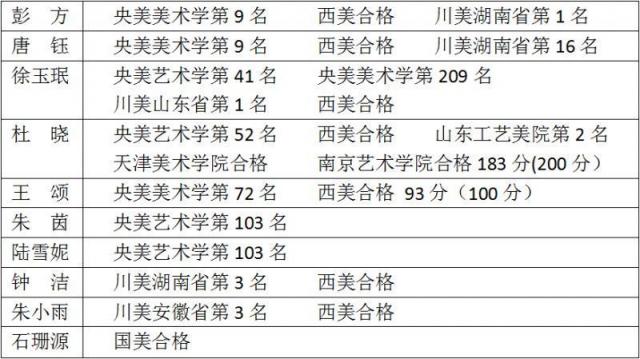 彭　方　央美美术学第 9 名　西美合格　川美湖南省第 1 名
唐　钰　央美美术学第 9 名　西美合格　川美湖南省第 16 名
徐玉珉　央美艺术学第 41 名　央美美术学第 209 名
川美山东省第 1 名　西美合格
杜　晓　央美艺术学第 52 名　西美合格　山东工艺美院第 2 名
天津美术学院合格　南京艺术学院合格 183 分(200 分）
王　颂　央美美术学第 72 名　西美合格 93 分（100 分）
朱　茵　央美艺术学第 103 名
陆雪妮　央美艺术学第 103 名
钟　洁　川美湖南省第 3 名　西美合格
朱小雨　川美安徽省第 3 名　西美合格
石珊源　国美合格